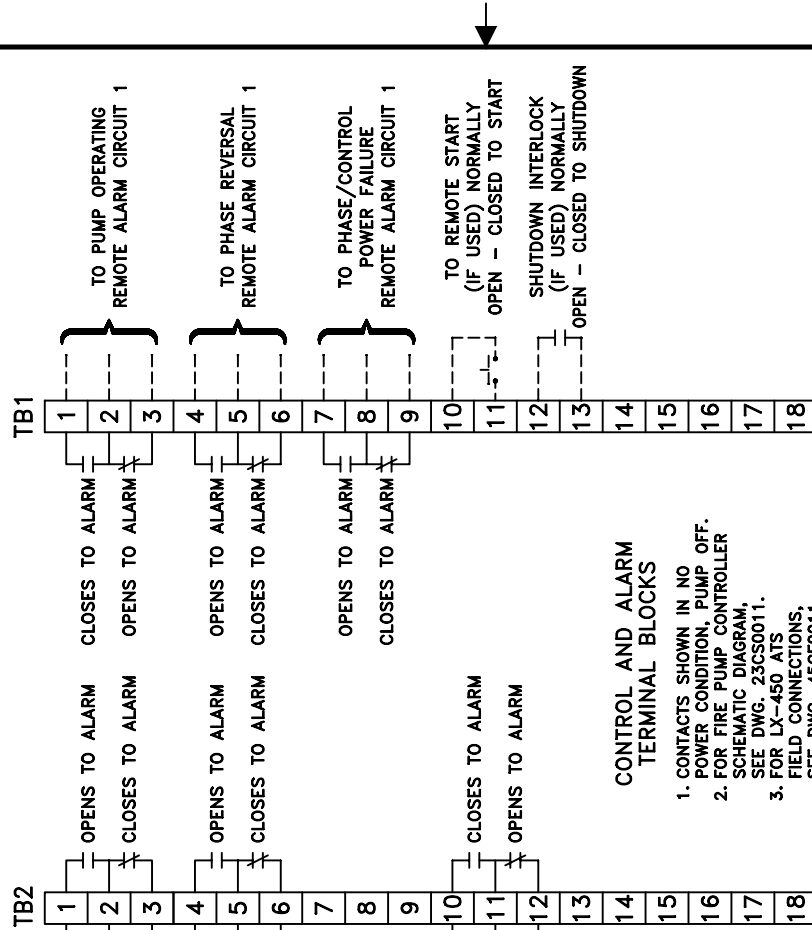 TO PUMP OPERATING
REMOTE ALARM CIRCUIT 1
TO PHASE REVERSAL
REMOTE ALARM CIRCUIT 1
TO PHASE/CONTROL
POWER FAILURE
REMOTE ALARM CIRCUIT 1
TO REMOTE START
(IF USED) NORMALLY
OPEN – CLOSED TO START
SHUTDOWN INTERLOCK
(IF USED) NORMALLY
OPEN – CLOSED TO SHUTDOWN
TB1
1
2
3
4
5
6
7
8
9
10
11
12
13
14
15
16
17
18
CLOSES TO ALARM
OPENS TO ALARM
OPENS TO ALARM
CLOSES TO ALARM
OPENS TO ALARM
CLOSES TO ALARM
OPENS TO ALARM
CLOSES TO ALARM
OPENS TO ALARM
CLOSES TO ALARM
CLOSES TO ALARM
OPENS TO ALARM
CONTROL AND ALARM
TERMINAL BLOCKS
1. CONTACTS SHOWN IN NO
POWER CONDITION, PUMP OFF.
2. FOR FIRE PUMP CONTROLLER
SCHEMATIC DIAGRAM,
SEE DWG. 23CS0011.
3. FOR LX–450 ATS
FIELD CONNECTIONS,
SEE DWG.
TB2
1
2
3
4
5
6
7
8
9
10
11
12
13
14
15
16
17
18